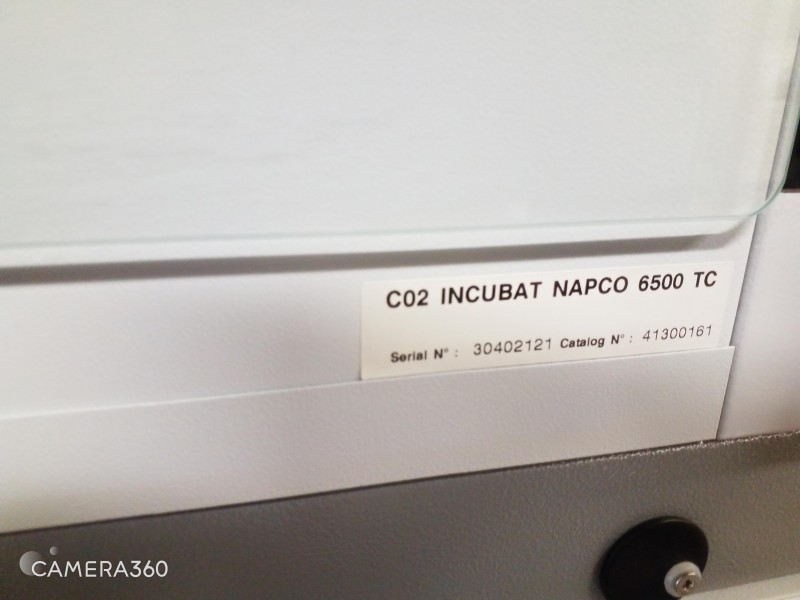 C02 INCUBAT NAPCO 6500 TC
Serial N° : 30402121 Catalog N° : 41300161
CAMERA360